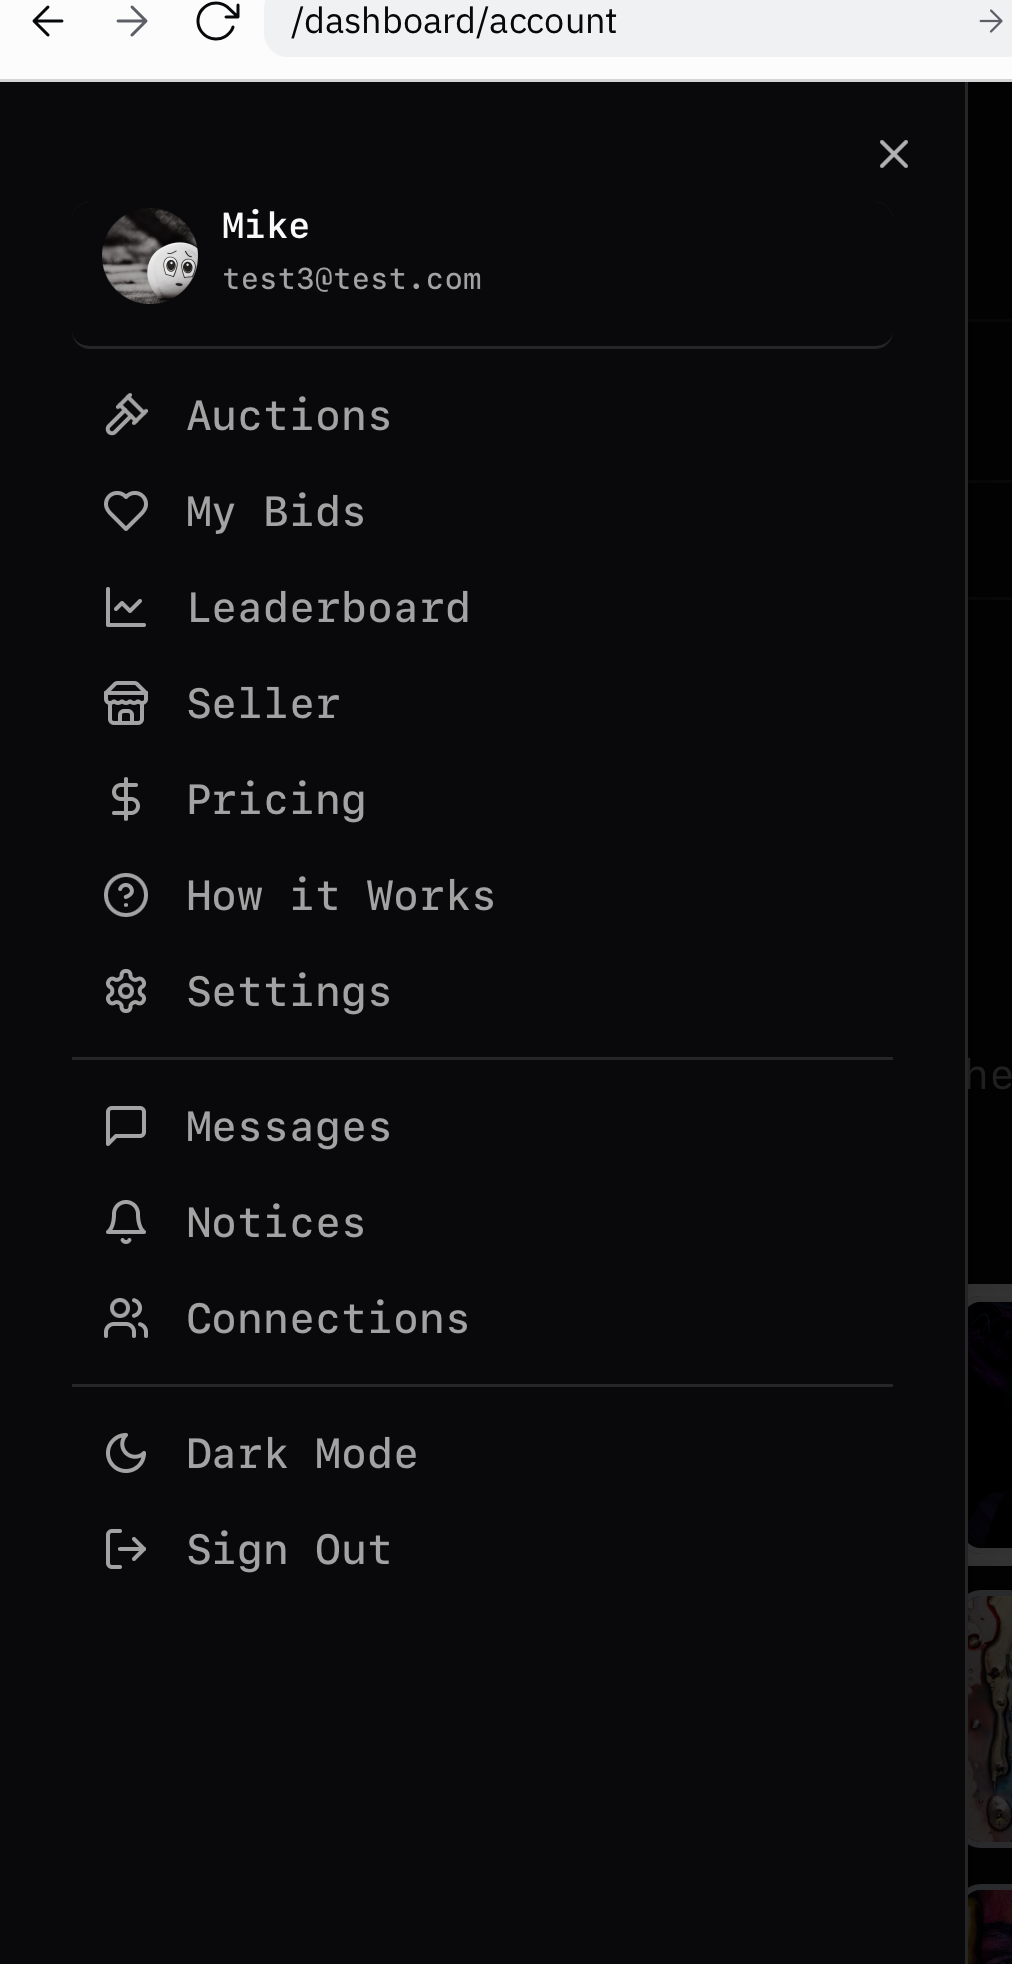 /dashboard/account
Mike
test3@test.com
Auctions
My Bids
Leaderboard
Seller
Pricing
How it Works
Settings
he
Messages
Notices
Connections
Dark Mode
Sign Out